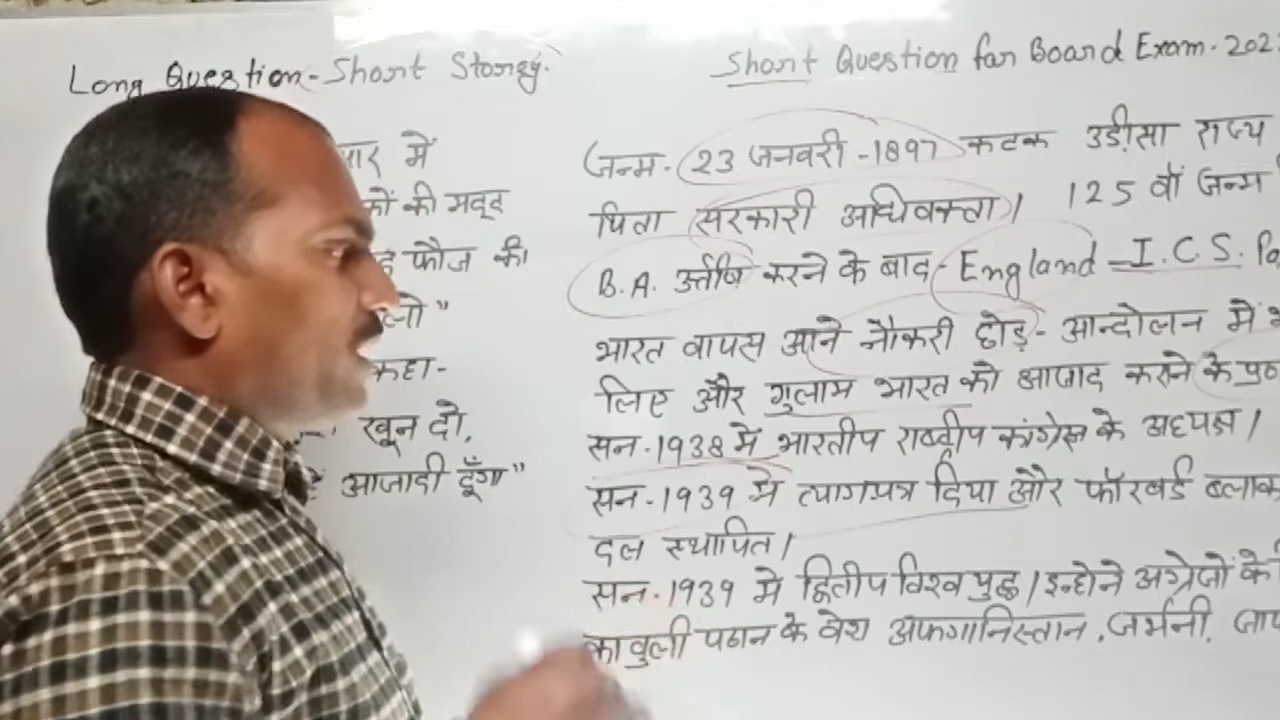 Long Question - Short Story.
में
की मदद
फौज की
"
कहा-
खून दो,
आजादी दूँगा"
Short Question for Board Exam - 202
जन्म - 23 जनवरी - 1897 कटक उड़ीसा राज्य
पिता सरकारी अधिवक्ता। 125 वाँ जन्म
B.A. करने के बाद - England - I.C.S. Pa
भारत वापस आने नौकरी छोड़ - आन्दोलन में
लिए और गुलाम भारत को आजाद करने के
सन - 1938 में भारतीय राष्ट्रीय कांग्रेस के अध्यक्ष।
सन - 1939 में त्यागपत्र दिया और फॉरवर्ड ब्लाक
दल स्थापित।
सन - 1939 में द्वितीय विश्व युद्ध। इन्होने अंग्रेजों के
कावुली पठान के वेश अफगानिस्तान, जर्मनी, जाप